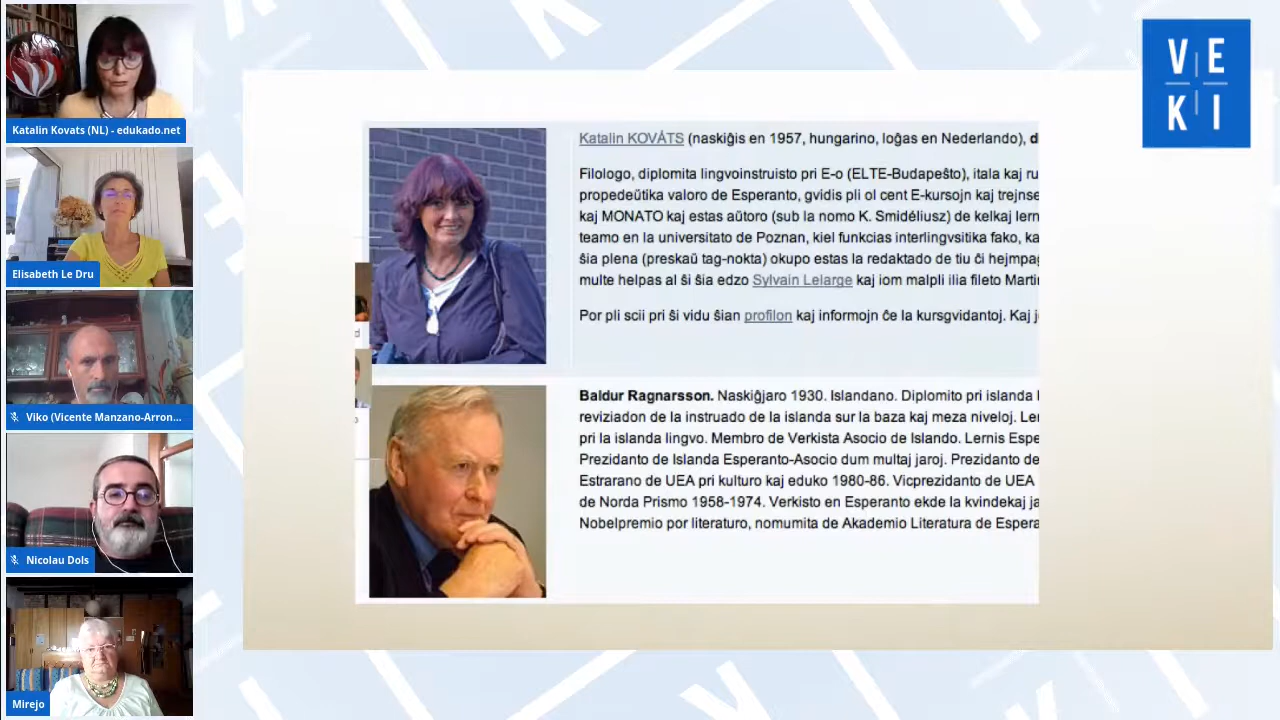 Katalin Kovats (NL) - edukado.net
Elisabeth Le Dru
Viko (Vicente Manzano-Arron...
Nicolau Dols
Mirejo
V E
K I
Katalin KOVÁTS (naskiĝis en 1957, hungarino, loĝas en Nederlando), d
Filologo, diplomita lingvoinstruisto pri E-o (ELTE-Budapeŝto), itala kaj ru
propedeŭtika valoro de Esperanto, gvidis pli ol cent E-kursojn kaj trejnse
kaj MONATO kaj estas aŭtoro (sub la nomo K. Smidéliusz) de kelkaj lern
teamo en la universitato de Poznan, kiel funkcias interlingvsitika fako, ka
ŝia plena (preskaŭ tag-nokta) okupo estas la redaktado de tiu ĉi hejmpaĝ
multe helpas al ŝi ŝia edzo Sylvain Lelarge kaj iom malpli ilia fileto Marti
Por pli scii pri ŝi vidu ŝian profilon kaj informojn ĉe la kursgvidantoj. Kaj j
Baldur Ragnarsson. Naskiĝjaro 1930. Islandano. Diplomito pri islanda l
reviziadon de la instruado de la islanda sur la baza kaj meza niveloj. Ler
pri la islanda lingvo. Membro de Verkista Asocio de Islando. Lernis Espe
Prezidanto de Islanda Esperanto-Asocio dum multaj jaroj. Prezidanto de
Estrarano de UEA pri kulturo kaj eduko 1980-86. Vicprezidanto de UEA
de Norda Prismo 1958-1974. Verkisto en Esperanto ekde la kvindekaj ja
Nobelpremio por literaturo, nomumita de Akademio Literatura de Espera